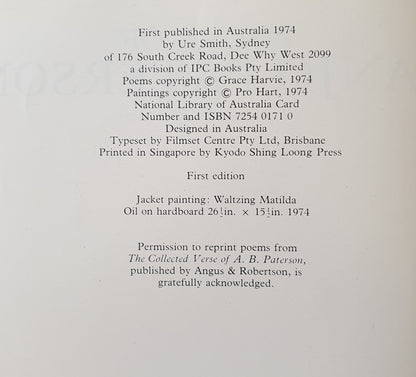 First published in Australia 1974
by Ure Smith, Sydney
of 176 South Creek Road, Dee Why West 2099
a division of IPC Books Pty Limited
Poems copyright © Grace Harvie, 1974
Paintings copyright © Pro Hart, 1974
National Library of Australia Card
Number and ISBN 7254 0171 0
Designed in Australia
Typeset by Filmset Centre Pty Ltd, Brisbane
Printed in Singapore by Kyodo Shing Loong Press
First edition
Jacket painting: Waltzing Matilda
Oil on hardboard 26½in. × 15½in. 1974
Permission to reprint poems from
The Collected Verse of A. B. Paterson,
published by Angus & Robertson, is
gratefully acknowledged.